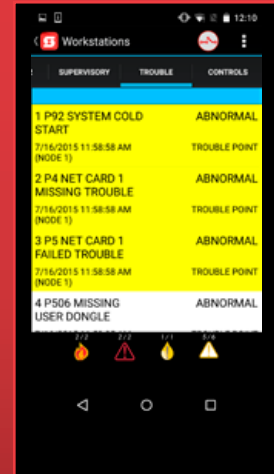 12:10
Workstations
SUPERVISORY TROUBLE CONTROLS
1 P92 SYSTEM COLD START ABNORMAL
7/16/2015 11:58:58 AM (NODE 1) TROUBLE POINT
2 P4 NET CARD 1 MISSING TROUBLE ABNORMAL
7/16/2015 11:58:58 AM (NODE 1) TROUBLE POINT
3 P5 NET CARD 1 FAILED TROUBLE ABNORMAL
7/16/2015 11:58:58 AM (NODE 1) TROUBLE POINT
4 P506 MISSING USER DONGLE ABNORMAL
2/2 2/2 1/1 5/6